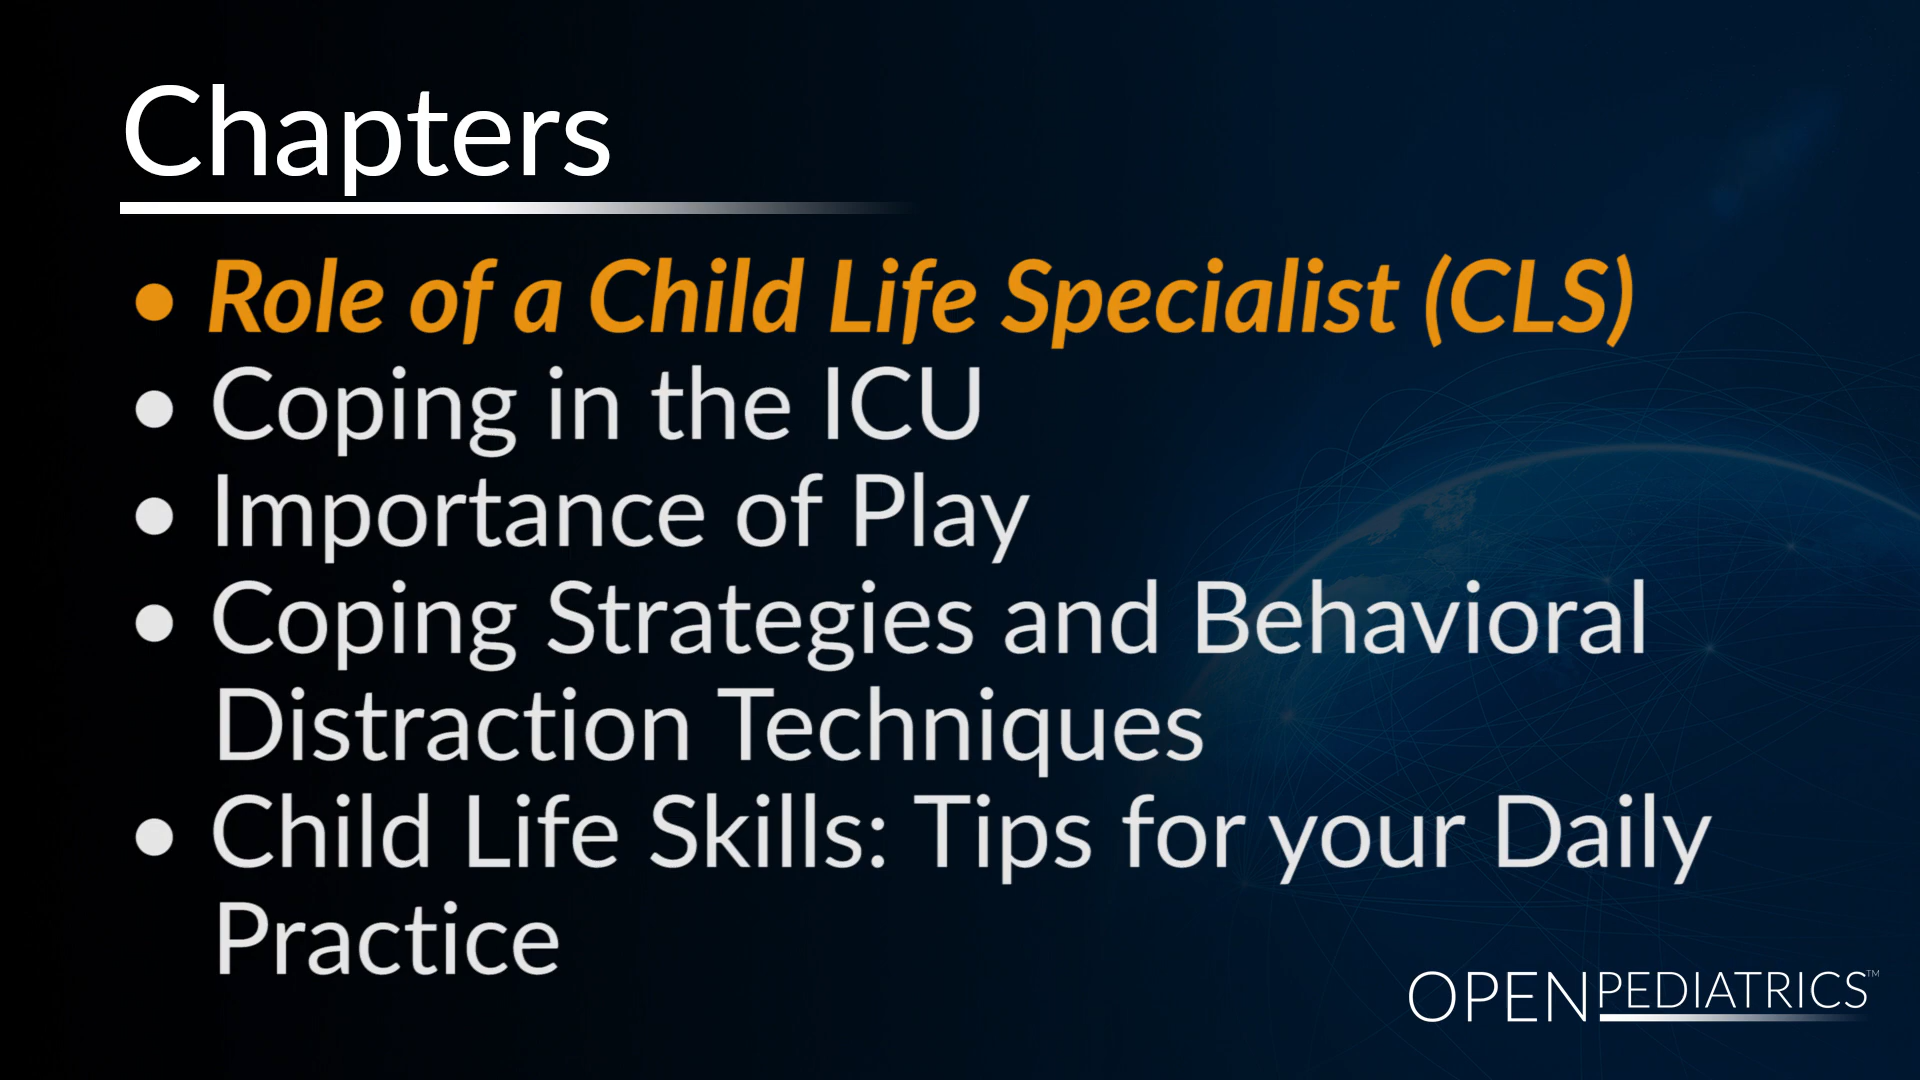 Chapters
• Role of a Child Life Specialist (CLS)
• Coping in the ICU
• Importance of Play
• Coping Strategies and Behavioral
Distraction Techniques
• Child Life Skills: Tips for your Daily
Practice
OPENPEDIATRICS™